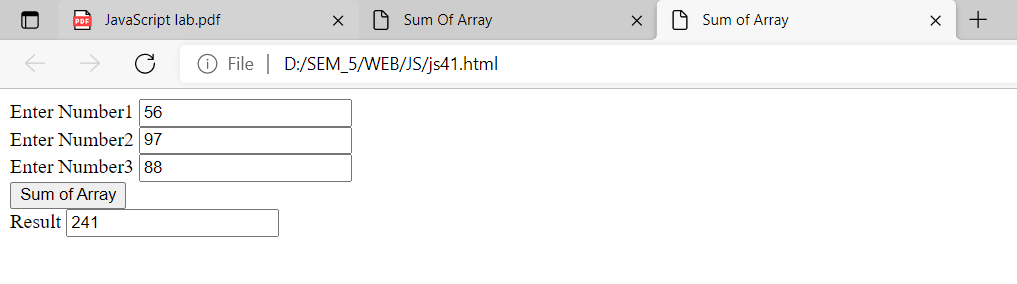 JavaScript lab.pdf
Sum Of Array
Sum of Array
File | D:/SEM_5/WEB/JS/js41.html
Enter Number1 56
Enter Number2 97
Enter Number3 88
Sum of Array
Result 241